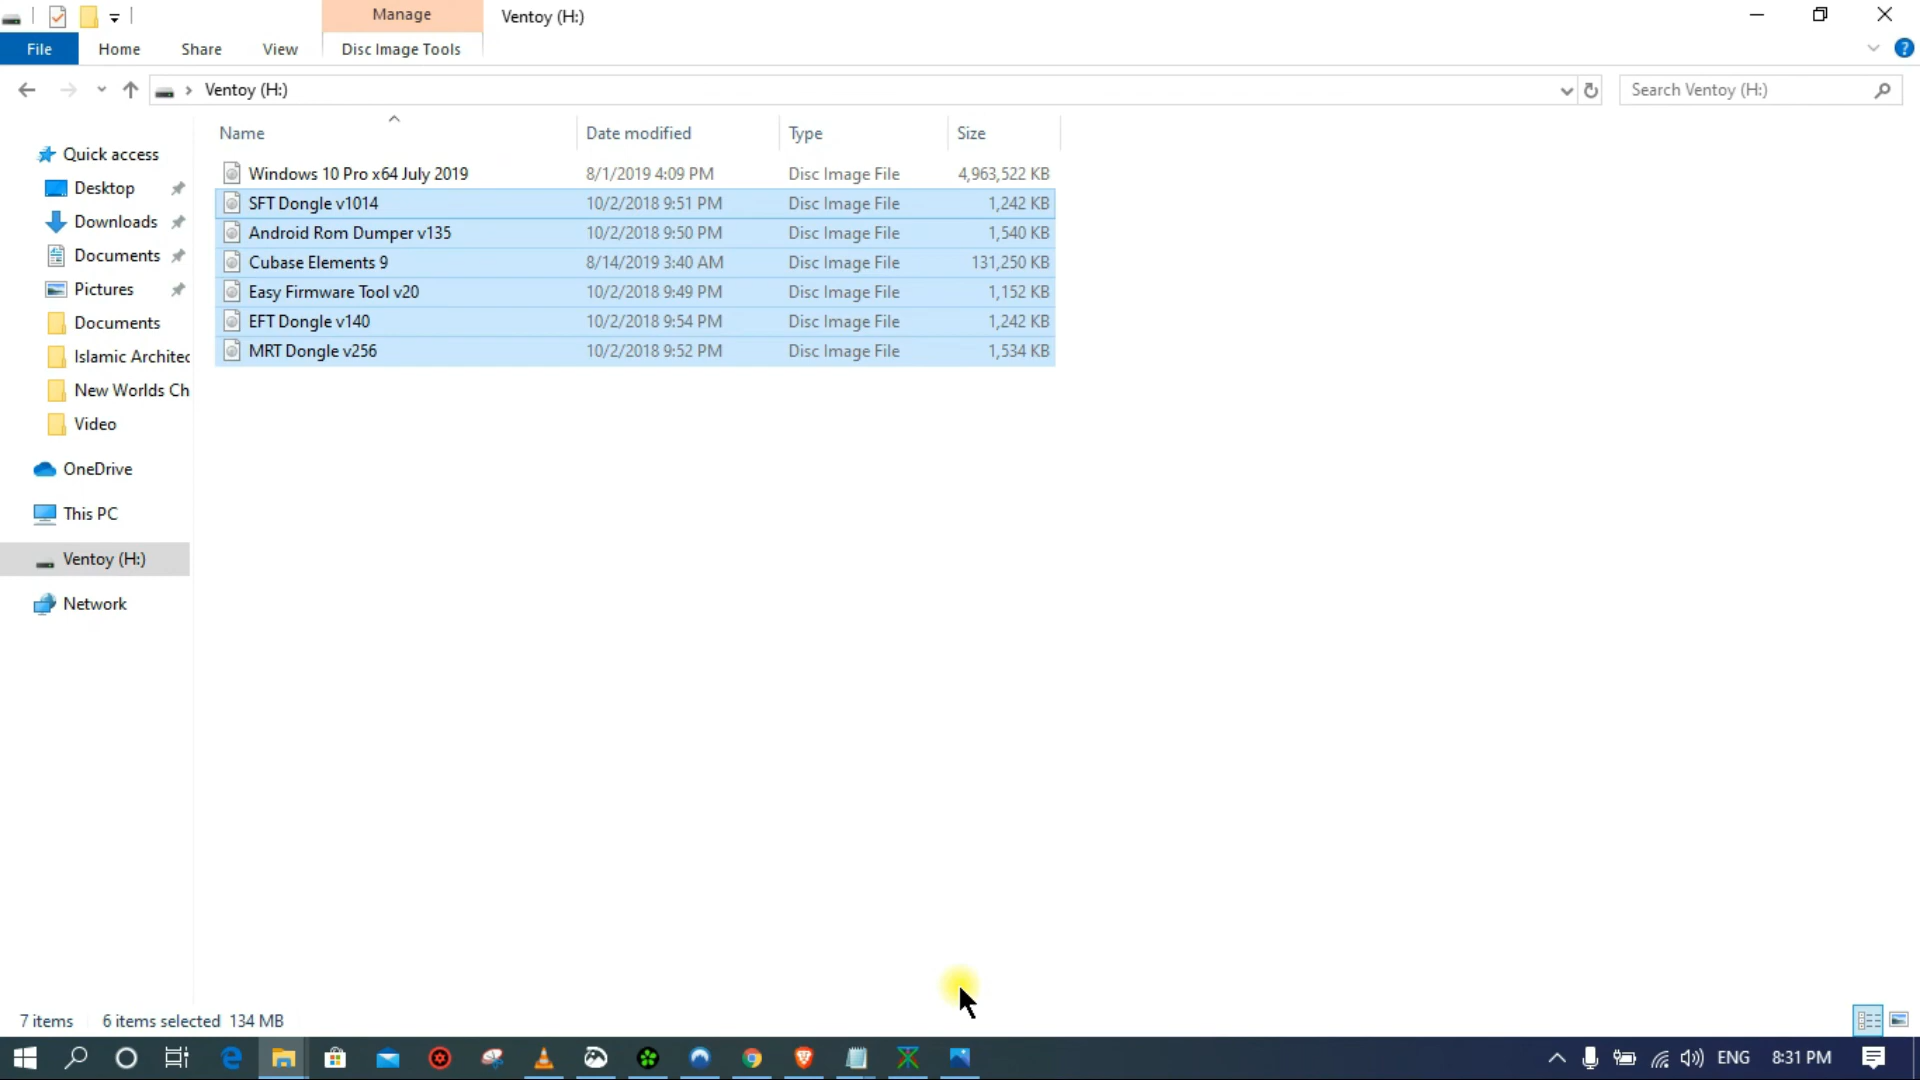 Manage
Ventoy (H:)
File
Home
Share
View
Disc Image Tools
?
Ventoy (H:)
Search Ventoy (H:)
Name
Date modified
Type
Size
Quick access
Desktop
Downloads
Documents
Pictures
Documents
Islamic Architec
New Worlds Ch
Video
OneDrive
This PC
Ventoy (H:)
Network
Windows 10 Pro x64 July 2019 8/1/2019 4:09 PM Disc Image File 4,963,522 KB
SFT Dongle v1014 10/2/2018 9:51 PM Disc Image File 1,242 KB
Android Rom Dumper v135 10/2/2018 9:50 PM Disc Image File 1,540 KB
Cubase Elements 9 8/14/2019 3:40 AM Disc Image File 131,250 KB
Easy Firmware Tool v20 10/2/2018 9:49 PM Disc Image File 1,152 KB
EFT Dongle v140 10/2/2018 9:54 PM Disc Image File 1,242 KB
MRT Dongle v256 10/2/2018 9:52 PM Disc Image File 1,534 KB
7 items 6 items selected 134 MB
ENG 8:31 PM